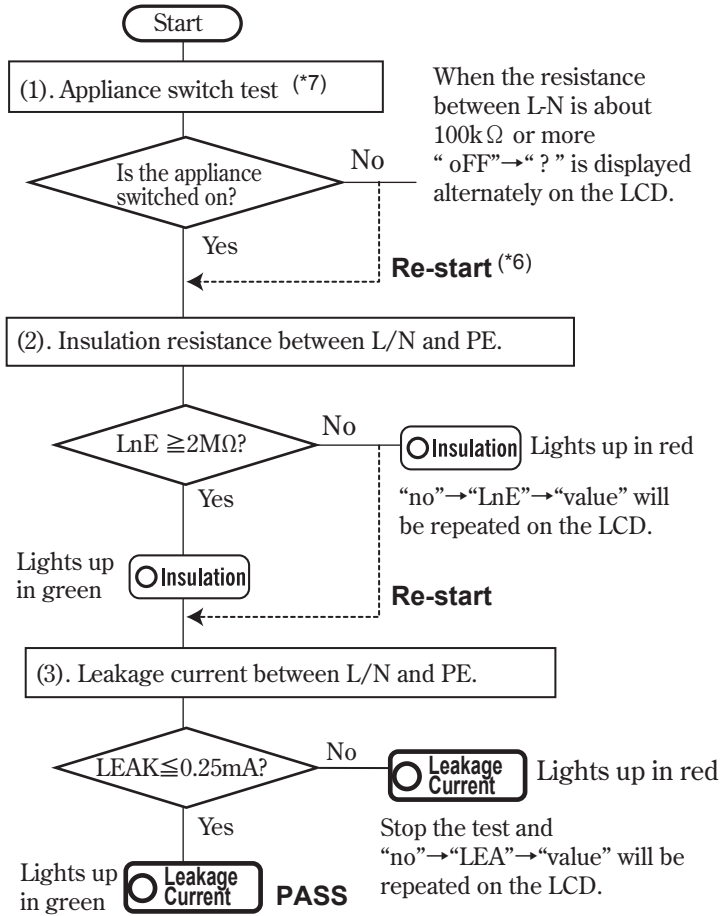 Start
(1). Appliance switch test (*7)
When the resistance
between L-N is about
100kΩ or more
“ oFF”→“ ? ” is displayed
alternately on the LCD.
Is the appliance
switched on?
No
Yes
Re-start (*6)
(2). Insulation resistance between L/N and PE.
LnE ≧2MΩ?
No
Insulation
Lights up in red
“no”→“LnE”→“value” will
be repeated on the LCD.
Yes
Lights up
in green
Insulation
Re-start
(3). Leakage current between L/N and PE.
LEAK≦0.25mA?
No
Leakage
Current
Lights up in red
Stop the test and
“no”→“LEA”→“value” will be
repeated on the LCD.
Yes
Lights up
in green
Leakage
Current
PASS